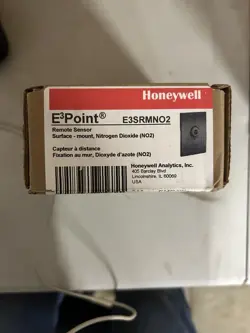 Honeywell
E³Point® E3SRMNO2
Remote Sensor
Surface - mount, Nitrogen Dioxide (NO2)
Capteur à distance
Fixation au mur, Dioxyde d'azote (NO2)
Honeywell Analytics, Inc.
405 Barclay Blvd
Lincolnshire, IL 60069
USA